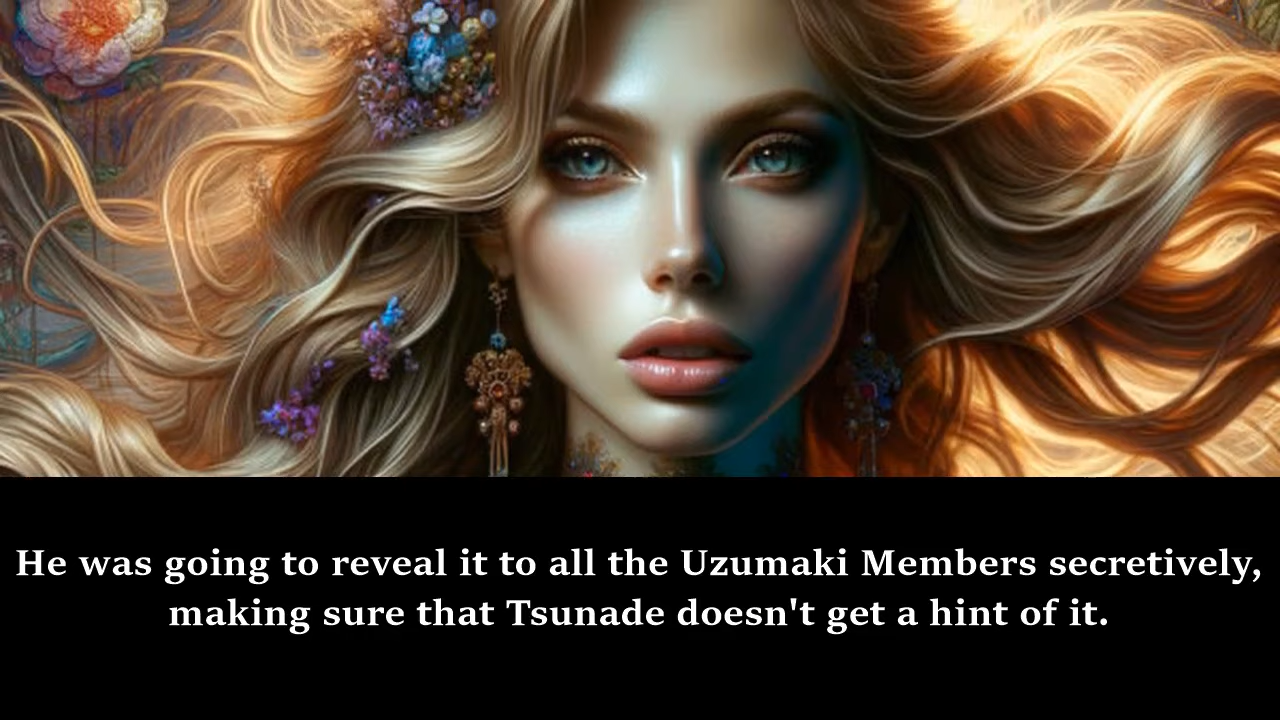 He was going to reveal it to all the Uzumaki Members secretively,
making sure that Tsunade doesn't get a hint of it.